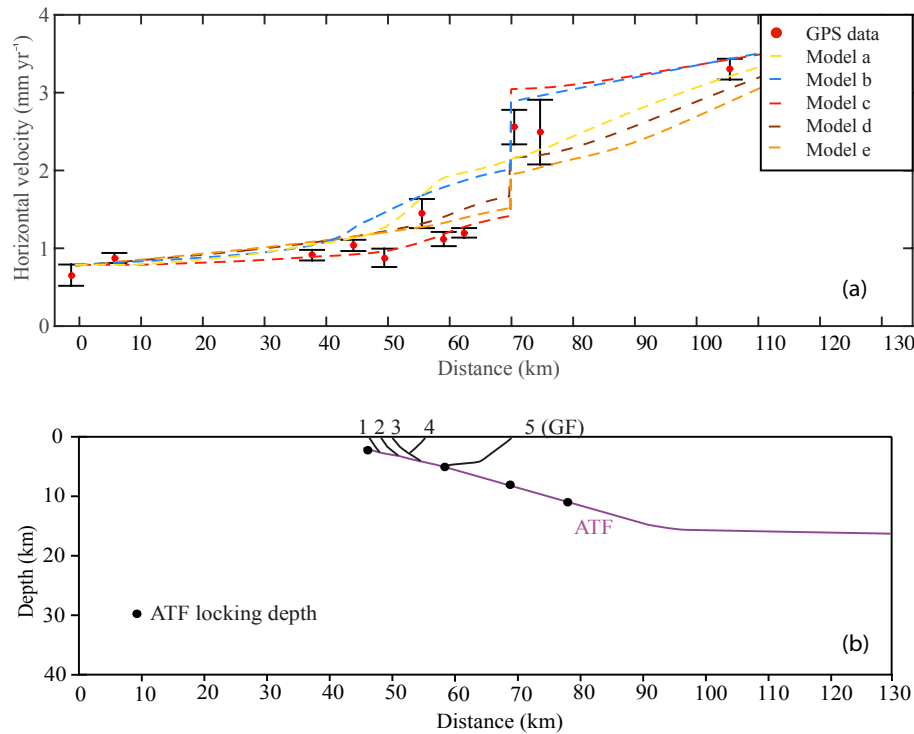 4
3
2
1
0
Horizontal velocity (mm yr⁻¹)
GPS data
Model a
Model b
Model c
Model d
Model e
(a)
0 10 20 30 40 50 60 70 80 90 100 110 120 130
Distance (km)
1 2 3 4 5 (GF)
0
10
20
30
40
Depth (km)
ATF
ATF locking depth
(b)
0 10 20 30 40 50 60 70 80 90 100 110 120 130
Distance (km)